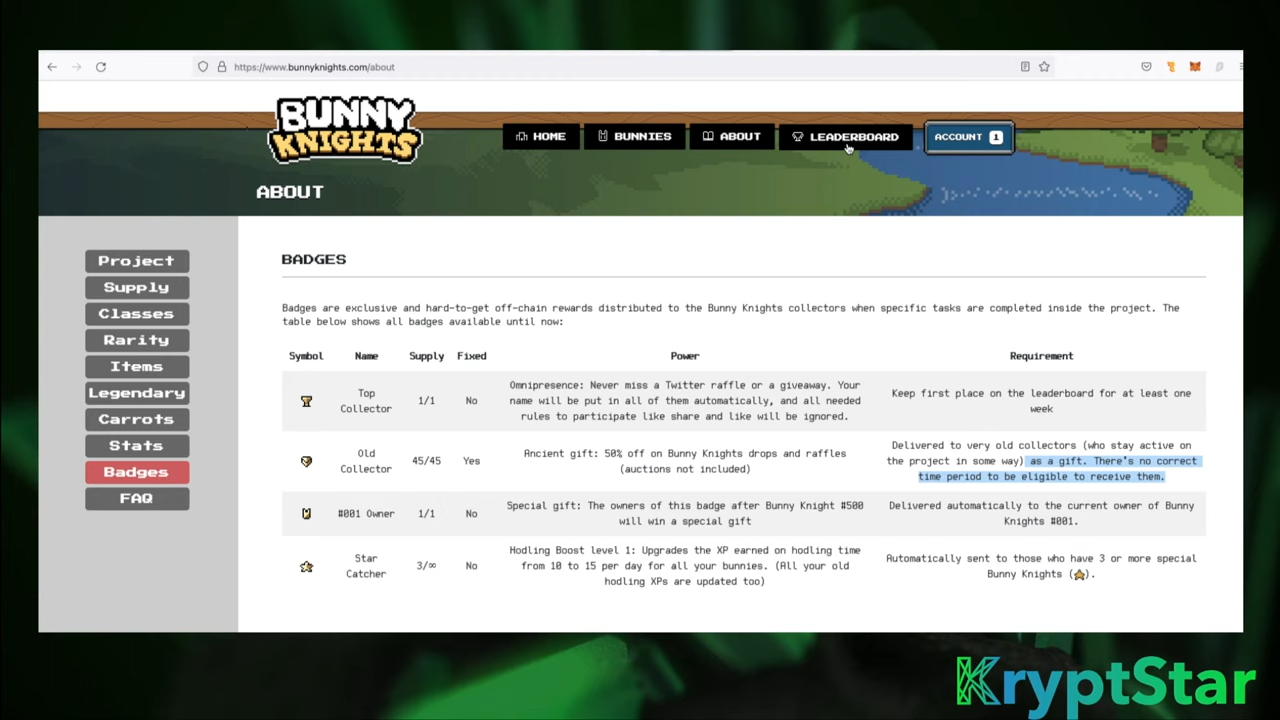 https://www.bunnyknights.com/about
BUNNY
KNIGHTS
HOME
BUNNIES
ABOUT
LEADERBOARD
ACCOUNT 1
ABOUT
Project
Supply
Classes
Rarity
Items
Legendary
Carrots
Stats
Badges
FAQ
BADGES
Badges are exclusive and hard-to-get off-chain rewards distributed to the Bunny Knights collectors when specific tasks are completed inside the project. The
table below shows all badges available until now:
Symbol Name Supply Fixed Power Requirement
Top
Collector
1/1
No
Omnipresence: Never miss a Twitter raffle or a giveaway. Your
name will be put in all of them automatically, and all needed
rules to participate like share and like will be ignored.
Keep first place on the leaderboard for at least one
week
Old
Collector
45/45
Yes
Ancient gift: 50% off on Bunny Knights drops and raffles
(auctions not included)
Delivered to very old collectors (who stay active on
the project in some way) as a gift. There's no correct
time period to be eligible to receive them.
#001 Owner
1/1
No
Special gift: The owners of this badge after Bunny Knight #500
will win a special gift
Delivered automatically to the current owner of Bunny
Knights #001.
Star
Catcher
3/∞
No
Hodling Boost level 1: Upgrades the XP earned on hodling time
from 10 to 15 per day for all your bunnies. (All your old
hodling XPs are updated too)
Automatically sent to those who have 3 or more special
Bunny Knights (⭐).
KryptStar